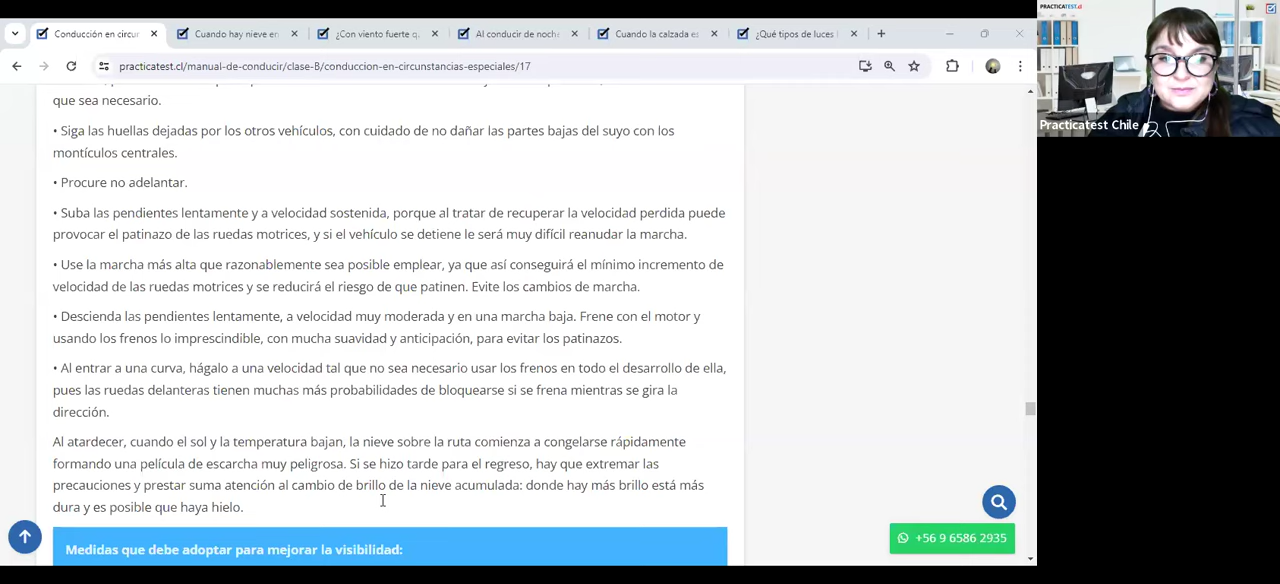 Conducción en circur
Cuando hay nieve en
¿Con viento fuerte q
Al conducir de noche
Cuando la calzada es
¿Qué tipos de luces
practicatest.cl/manual-de-conducir/clase-B/conduccion-en-circunstancias-especiales/17
PRACTICATEST.cl
Practicatest Chile
que sea necesario.
• Siga las huellas dejadas por los otros vehículos, con cuidado de no dañar las partes bajas del suyo con los
montículos centrales.
• Procure no adelantar.
• Suba las pendientes lentamente y a velocidad sostenida, porque al tratar de recuperar la velocidad perdida puede
provocar el patinazo de las ruedas motrices, y si el vehículo se detiene le será muy difícil reanudar la marcha.
• Use la marcha más alta que razonablemente sea posible emplear, ya que así conseguirá el mínimo incremento de
velocidad de las ruedas motrices y se reducirá el riesgo de que patinen. Evite los cambios de marcha.
• Descienda las pendientes lentamente, a velocidad muy moderada y en una marcha baja. Frene con el motor y
usando los frenos lo imprescindible, con mucha suavidad y anticipación, para evitar los patinazos.
• Al entrar a una curva, hágalo a una velocidad tal que no sea necesario usar los frenos en todo el desarrollo de ella,
pues las ruedas delanteras tienen muchas más probabilidades de bloquearse si se frena mientras se gira la
dirección.
Al atardecer, cuando el sol y la temperatura bajan, la nieve sobre la ruta comienza a congelarse rápidamente
formando una película de escarcha muy peligrosa. Si se hizo tarde para el regreso, hay que extremar las
precauciones y prestar suma atención al cambio de brillo de la nieve acumulada: donde hay más brillo está más
dura y es posible que haya hielo.
Medidas que debe adoptar para mejorar la visibilidad:
+56 9 6586 2935